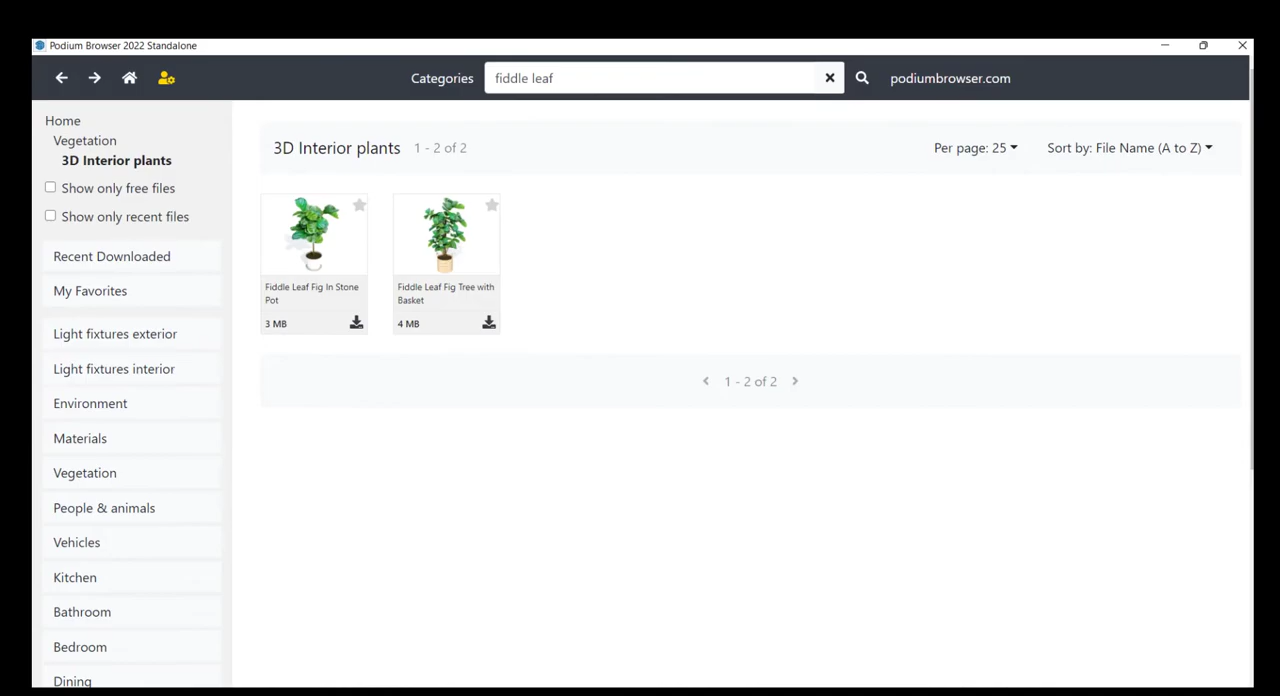 Podium Browser 2022 Standalone
Categories
fiddle leaf
podiumbrowser.com
Home
Vegetation
3D Interior plants
Show only free files
Show only recent files
Recent Downloaded
My Favorites
Light fixtures exterior
Light fixtures interior
Environment
Materials
Vegetation
People & animals
Vehicles
Kitchen
Bathroom
Bedroom
Dining
3D Interior plants 1 - 2 of 2
Per page: 25
Sort by: File Name (A to Z)
Fiddle Leaf Fig In Stone
Pot
3 MB
Fiddle Leaf Fig Tree with
Basket
4 MB
1 - 2 of 2